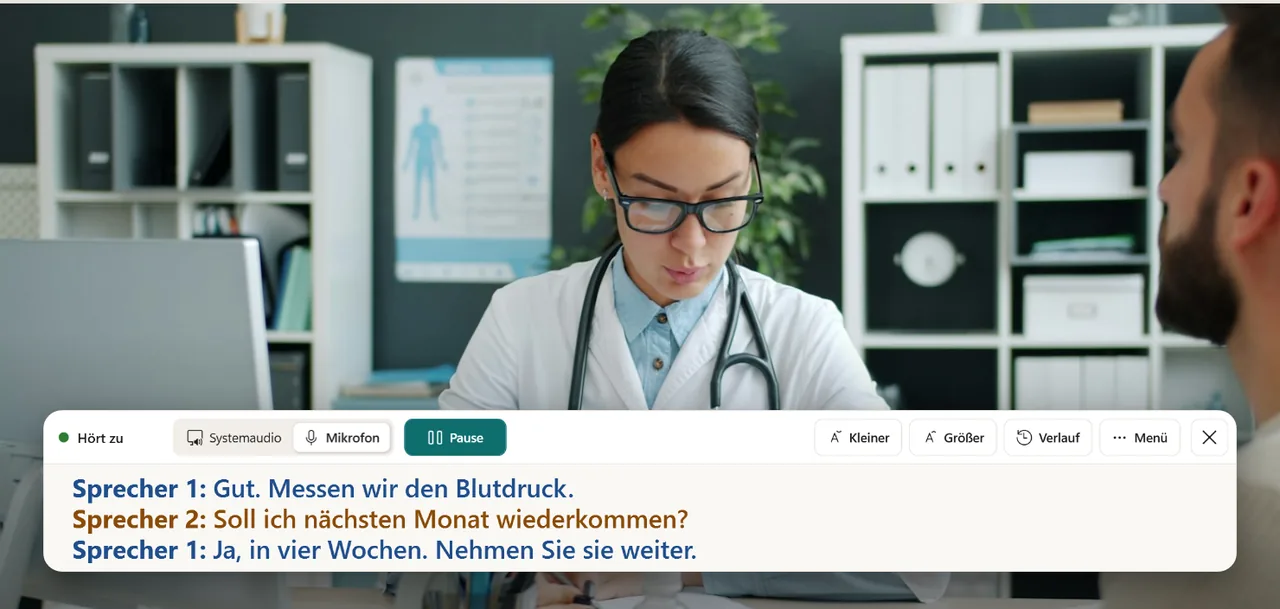 Hört zu
Systemaudio
Mikrofon
Pause
Kleiner
Größer
Verlauf
Menü
Sprecher 1: Gut. Messen wir den Blutdruck.
Sprecher 2: Soll ich nächsten Monat wiederkommen?
Sprecher 1: Ja, in vier Wochen. Nehmen Sie sie weiter.